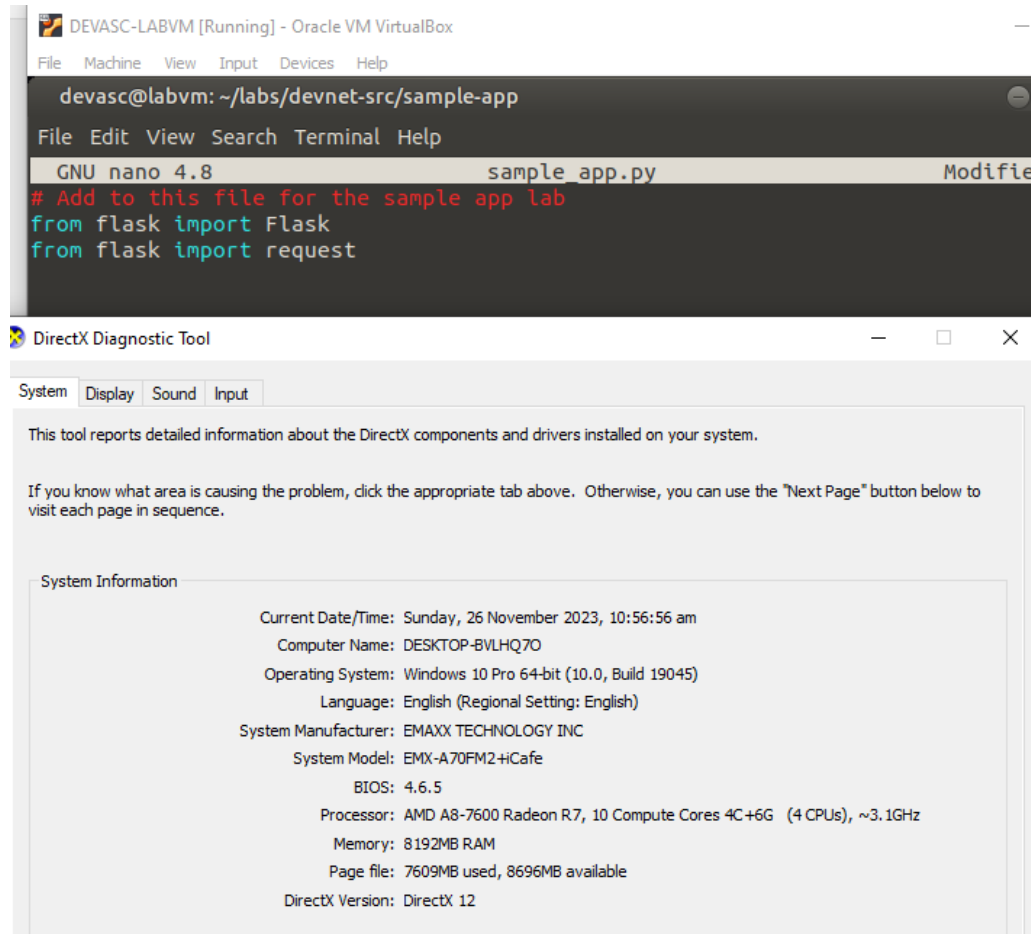 DEVASC-LABVM [Running] - Oracle VM VirtualBox
File Machine View Input Devices Help
devasc@labvm: ~/labs/devnet-src/sample-app
File Edit View Search Terminal Help
GNU nano 4.8 sample_app.py Modifie
# Add to this file for the sample app lab
from flask import Flask
from flask import request
DirectX Diagnostic Tool
System Display Sound Input
This tool reports detailed information about the DirectX components and drivers installed on your system.
If you know what area is causing the problem, click the appropriate tab above. Otherwise, you can use the "Next Page" button below to
visit each page in sequence.
System Information
Current Date/Time: Sunday, 26 November 2023, 10:56:56 am
Computer Name: DESKTOP-BVLHQ7O
Operating System: Windows 10 Pro 64-bit (10.0, Build 19045)
Language: English (Regional Setting: English)
System Manufacturer: EMAXX TECHNOLOGY INC
System Model: EMX-A70FM2+iCafe
BIOS: 4.6.5
Processor: AMD A8-7600 Radeon R7, 10 Compute Cores 4C+6G (4 CPUs), ~3.1GHz
Memory: 8192MB RAM
Page file: 7609MB used, 8696MB available
DirectX Version: DirectX 12